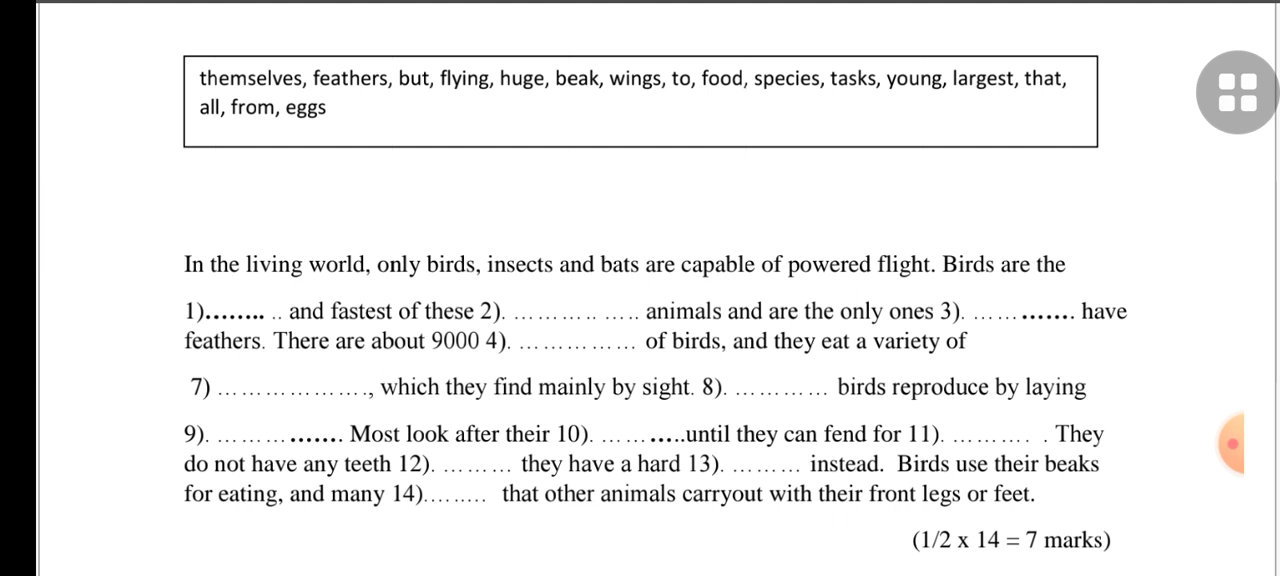 themselves, feathers, but, flying, huge, beak, wings, to, food, species, tasks, young, largest, that,
all, from, eggs
In the living world, only birds, insects and bats are capable of powered flight. Birds are the
1)........ .. and fastest of these 2). ……….. ….. animals and are the only ones 3). ……....... have
feathers. There are about 9000 4). …………… of birds, and they eat a variety of
7) ………………., which they find mainly by sight. 8). ………… birds reproduce by laying
9). ………....... Most look after their 10). …….....until they can fend for 11). ………. . They
do not have any teeth 12). ……… they have a hard 13). ……… instead. Birds use their beaks
for eating, and many 14)……… that other animals carryout with their front legs or feet.
(1/2 x 14 = 7 marks)